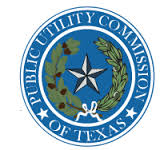 PUBLIC UTILITY COMMISSION
OF TEXAS